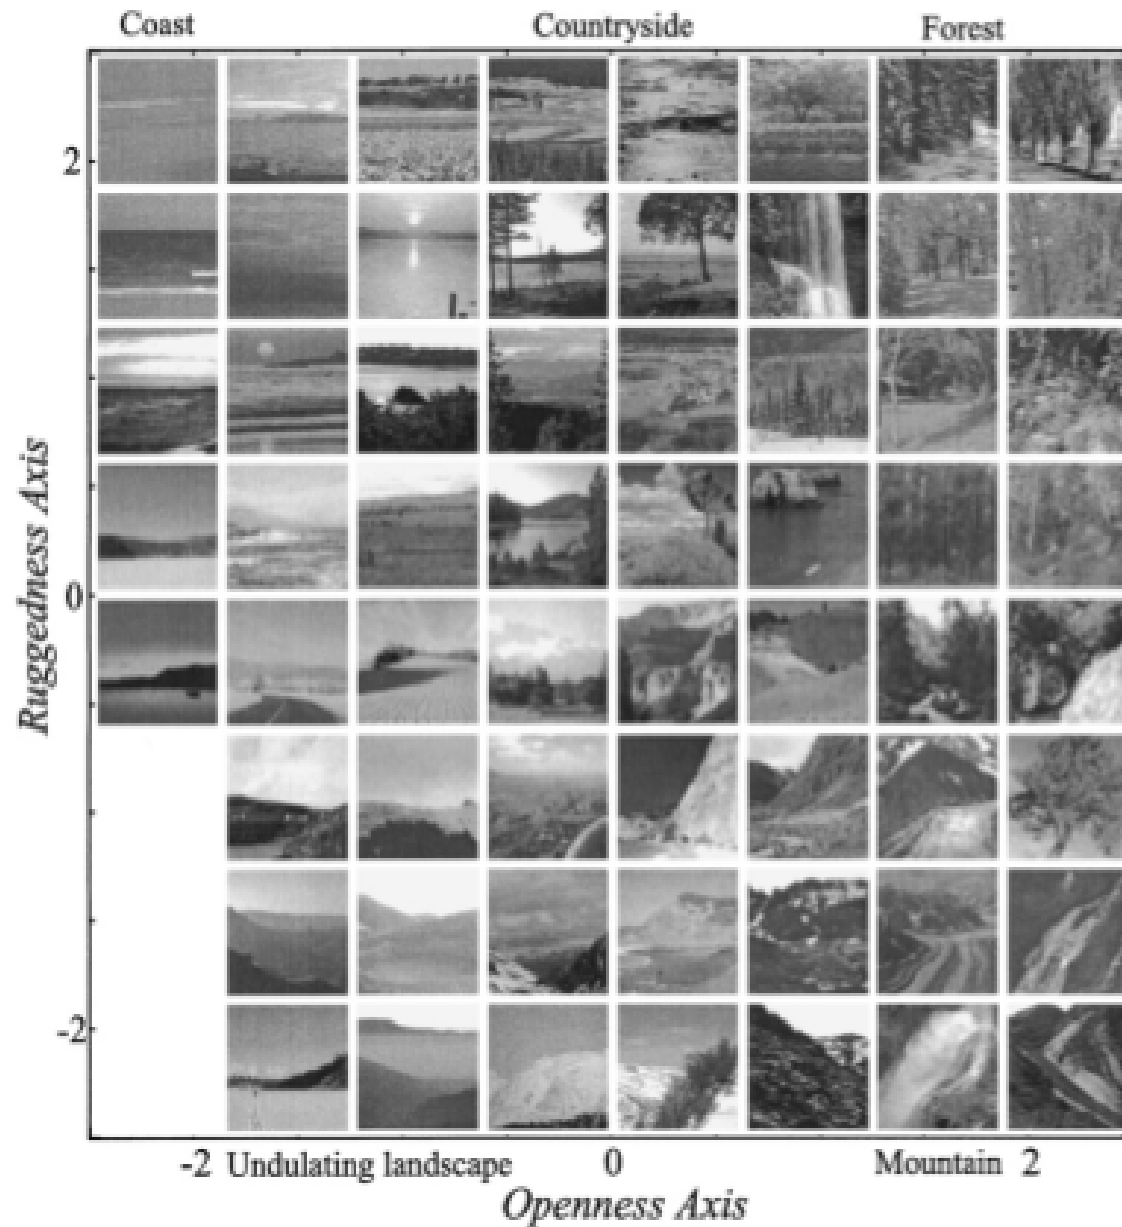 Coast Countryside Forest
2
Ruggedness Axis
0
-2
-2 Undulating landscape 0 Mountain 2
Openness Axis